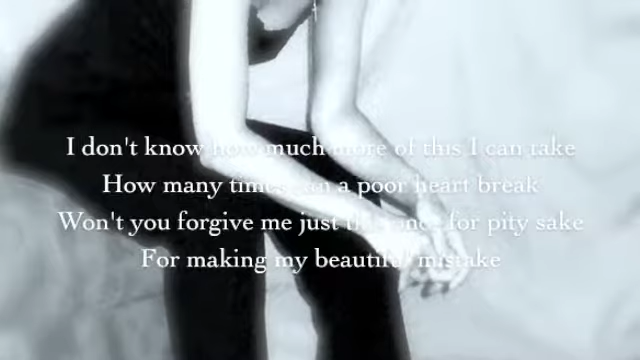 I don't know how much more of this I can take
How many times can a poor heart break
Won't you forgive me just this once for pity sake
For making my beautiful mistake